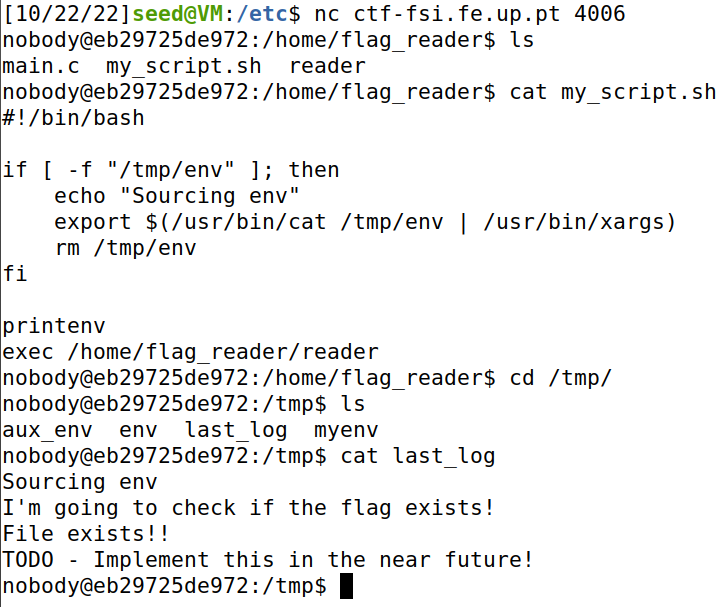 [10/22/22]seed@VM:/etc$ nc ctf-fsi.fe.up.pt 4006
nobody@eb29725de972:/home/flag_reader$ ls
main.c  my_script.sh  reader
nobody@eb29725de972:/home/flag_reader$ cat my_script.sh
#!/bin/bash

if [ -f "/tmp/env" ]; then
    echo "Sourcing env"
    export $(/usr/bin/cat /tmp/env | /usr/bin/xargs)
    rm /tmp/env
fi

printenv
exec /home/flag_reader/reader
nobody@eb29725de972:/home/flag_reader$ cd /tmp/
nobody@eb29725de972:/tmp$ ls
aux_env  env  last_log  myenv
nobody@eb29725de972:/tmp$ cat last_log
Sourcing env
I'm going to check if the flag exists!
File exists!!
TODO - Implement this in the near future!
nobody@eb29725de972:/tmp$